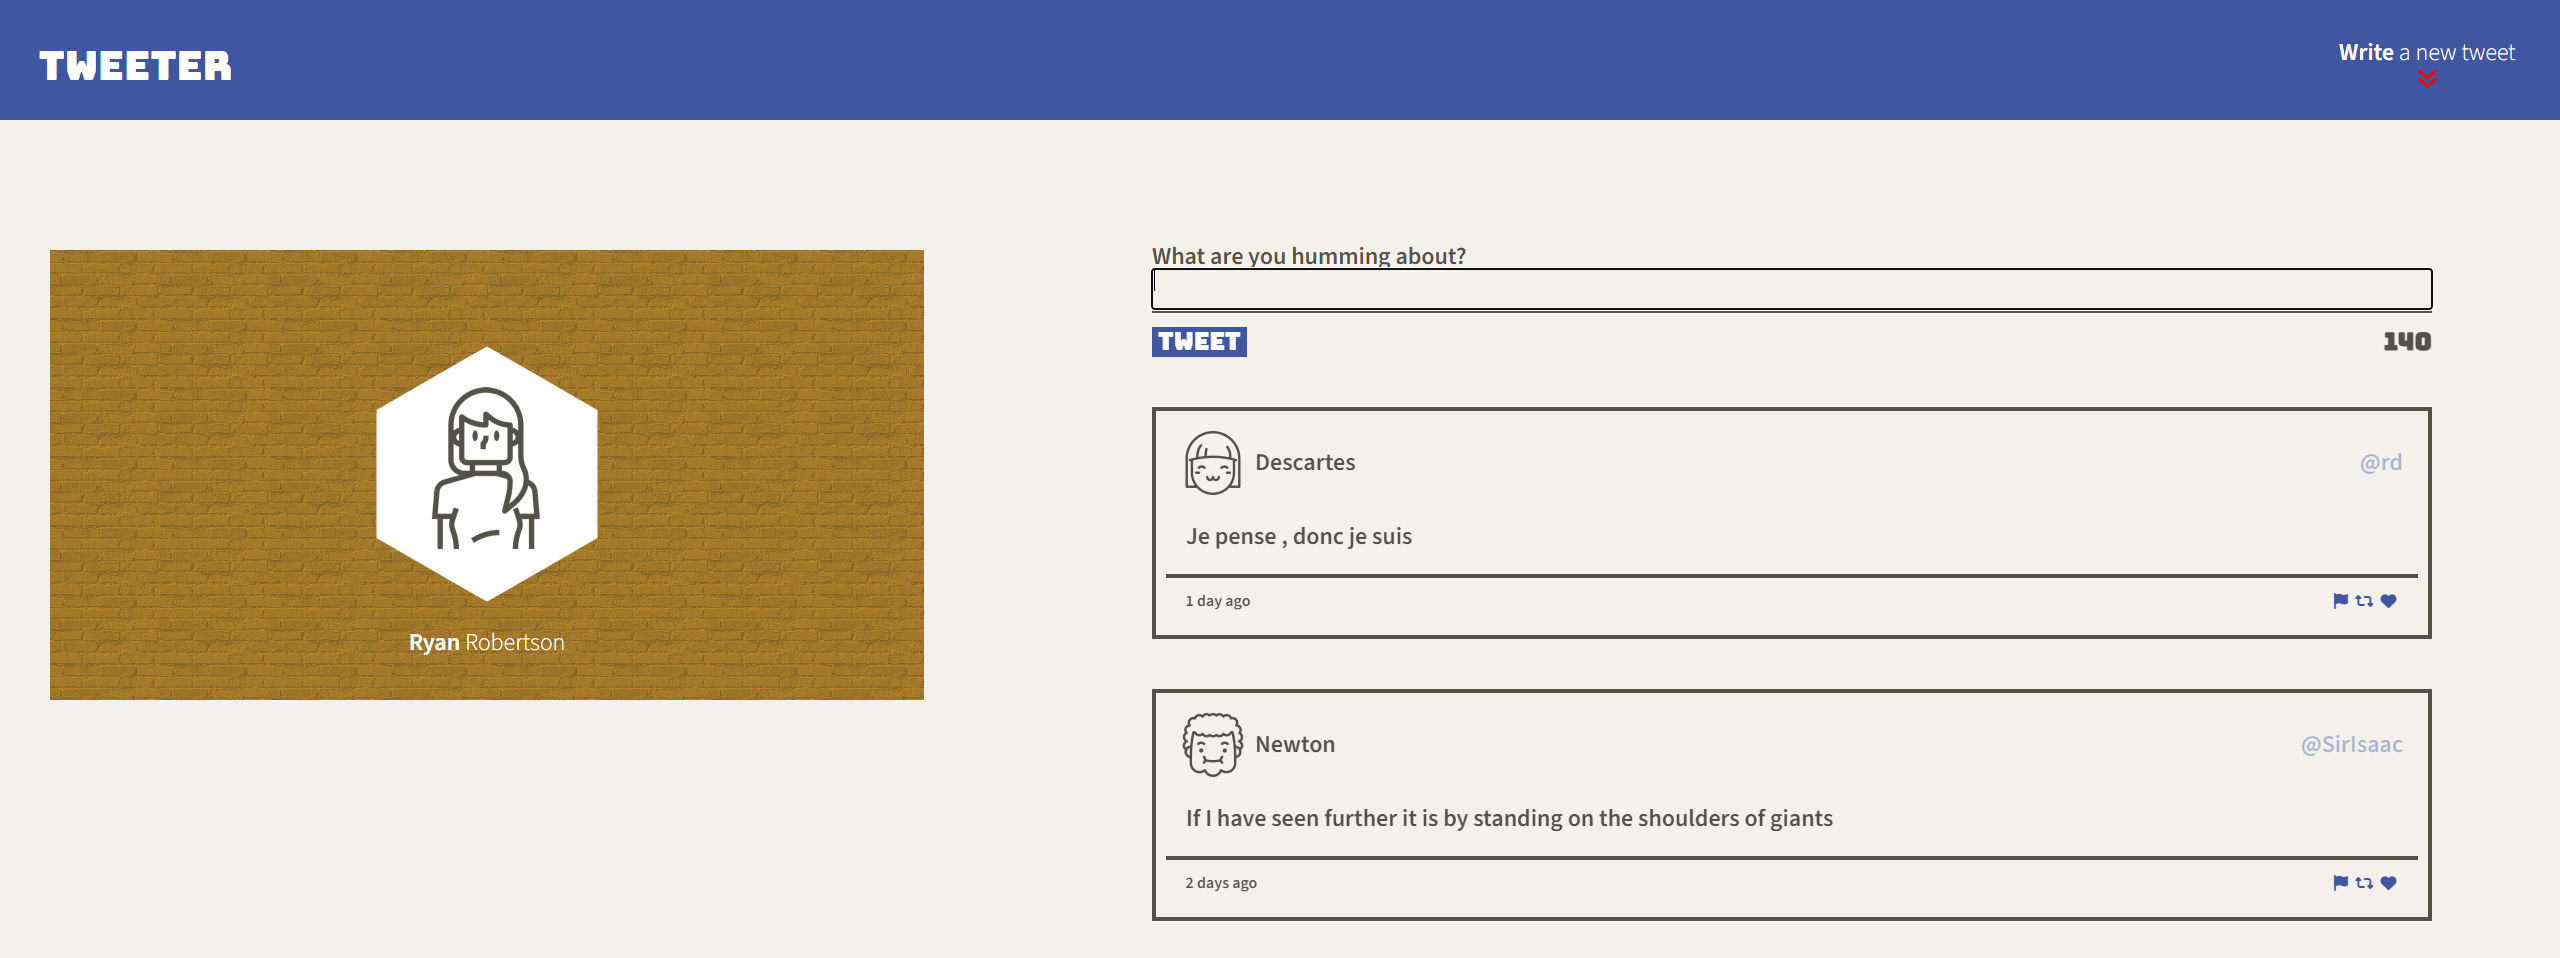 TWEETER
Write a new tweet
Ryan Robertson
What are you humming about?
TWEET
140
Descartes
@rd
Je pense , donc je suis
1 day ago
Newton
@SirIsaac
If I have seen further it is by standing on the shoulders of giants
2 days ago